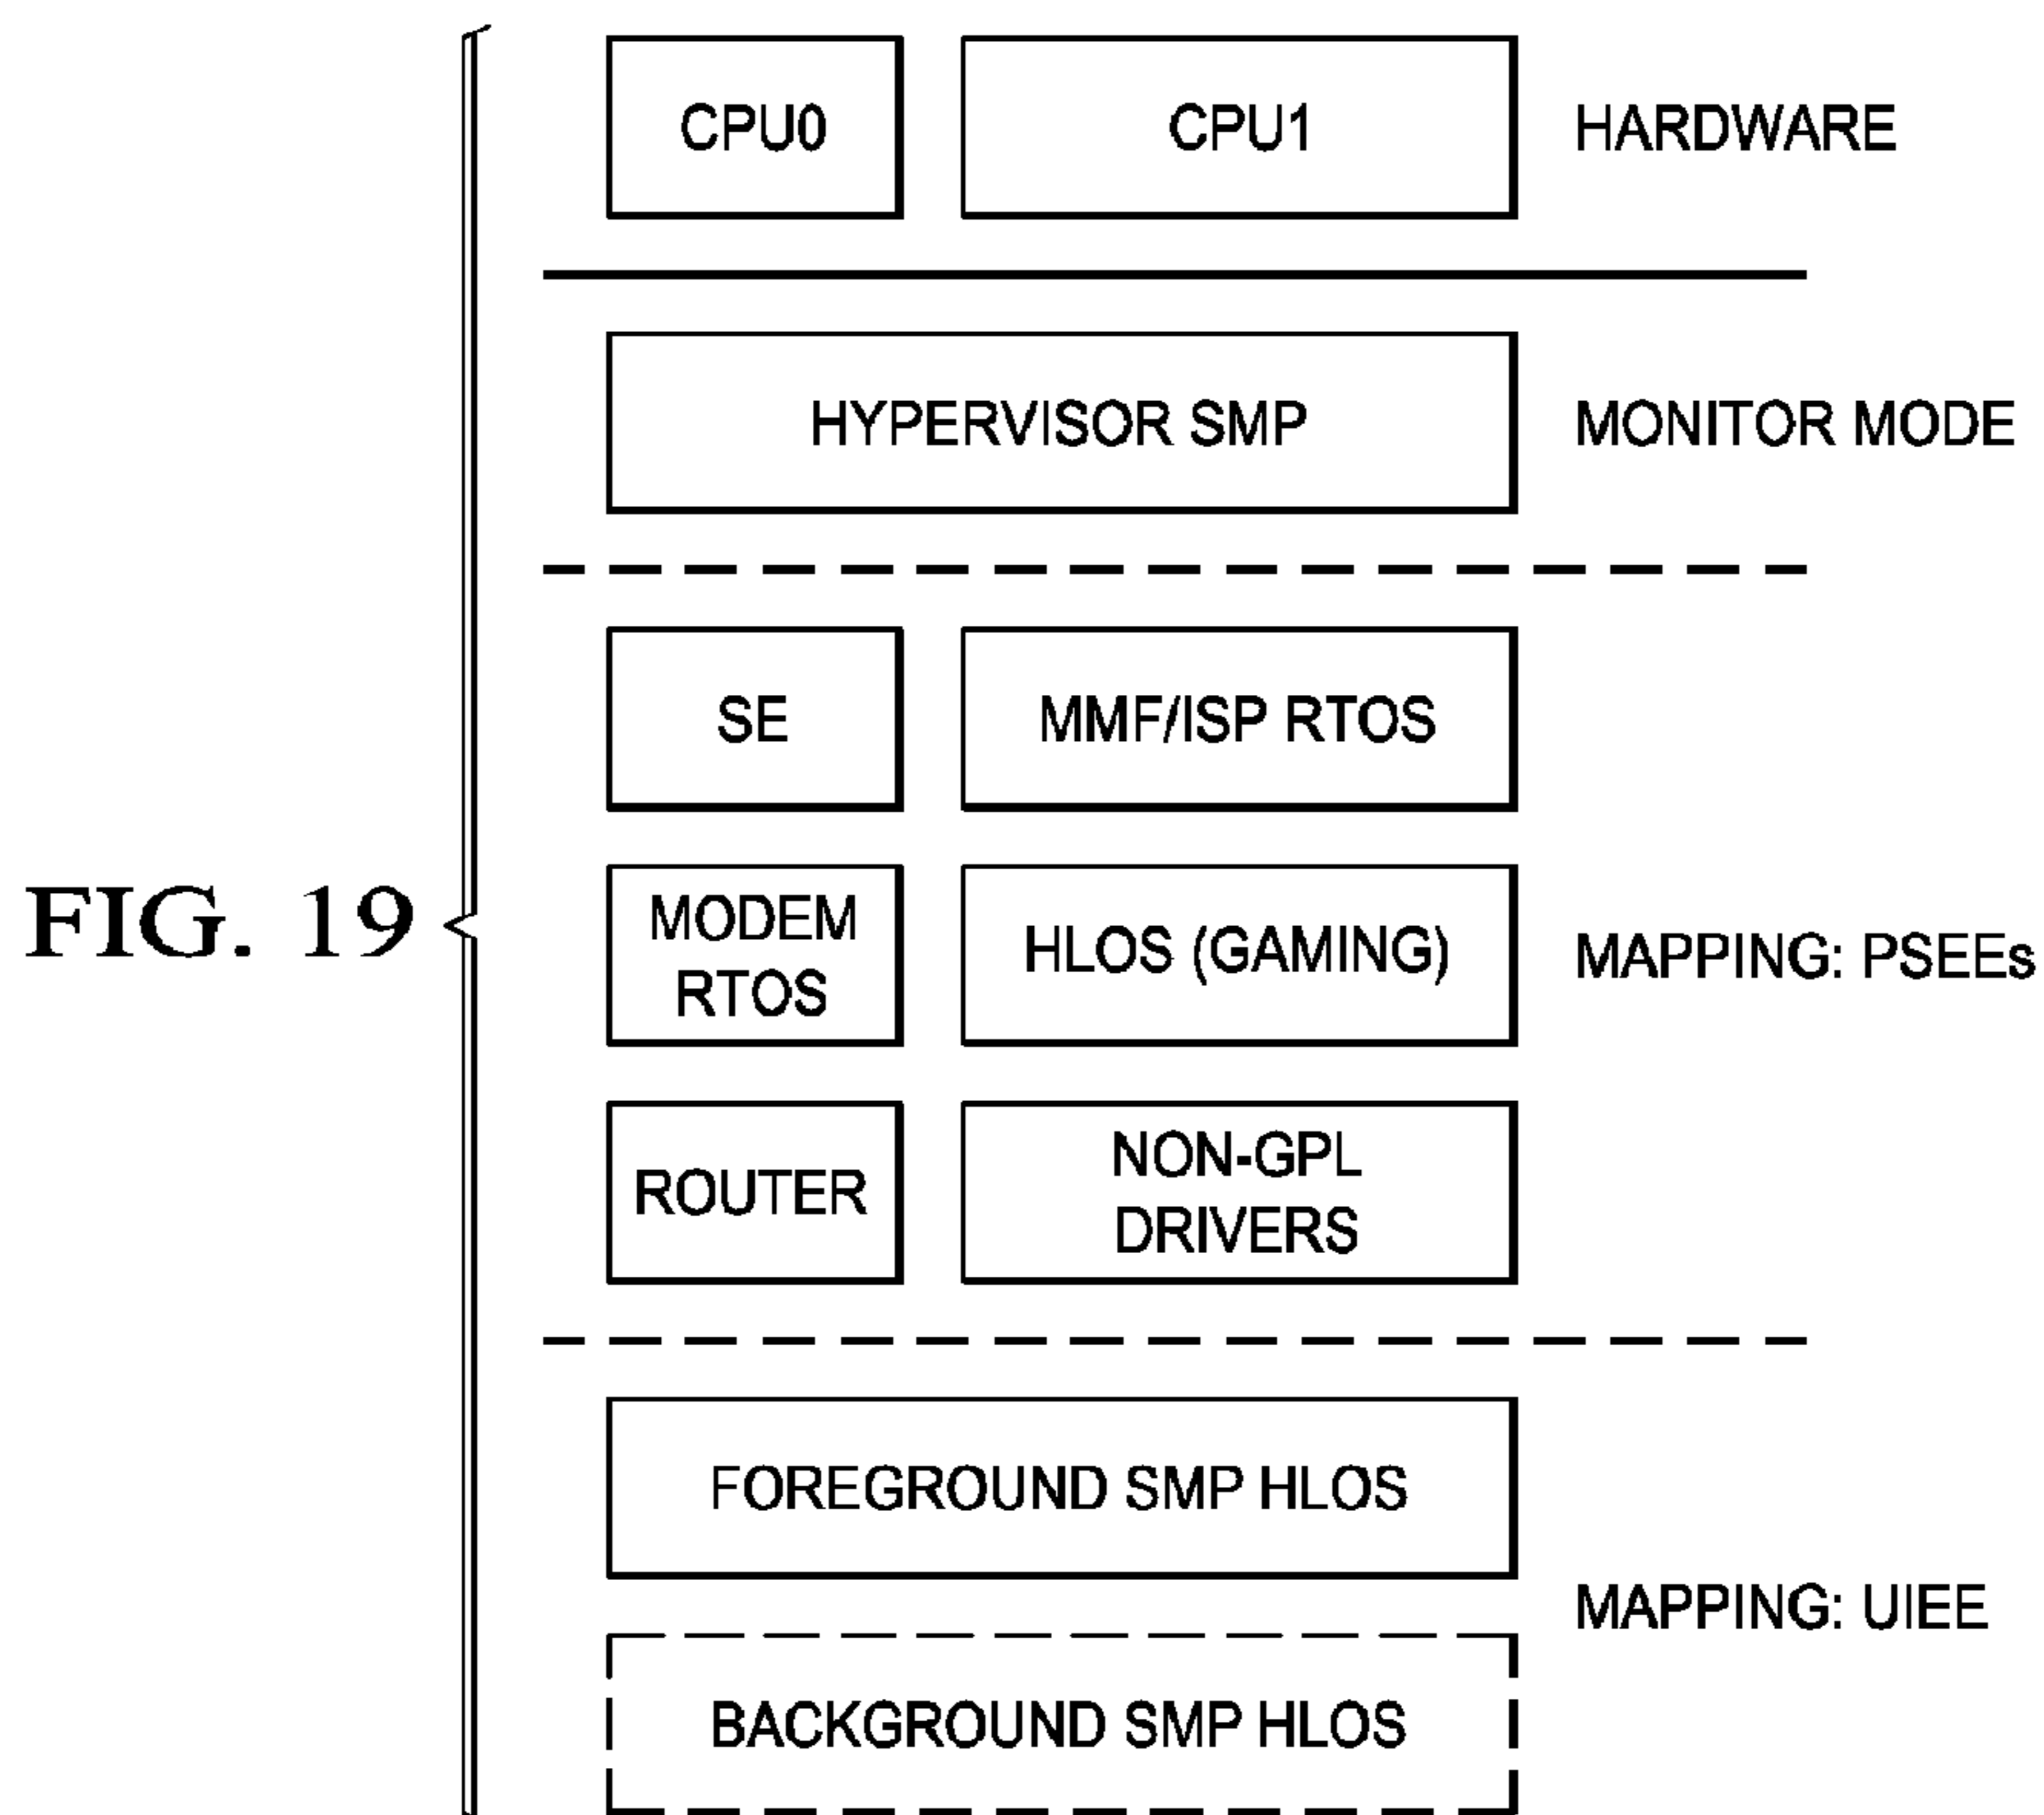 CPU0
CPU1
HARDWARE
HYPERVISOR SMP
MONITOR MODE
SE
MMF/ISP RTOS
FIG. 19
MODEM
RTOS
HLOS (GAMING)
MAPPING: PSEEs
ROUTER
NON-GPL
DRIVERS
FOREGROUND SMP HLOS
MAPPING: UIEE
BACKGROUND SMP HLOS